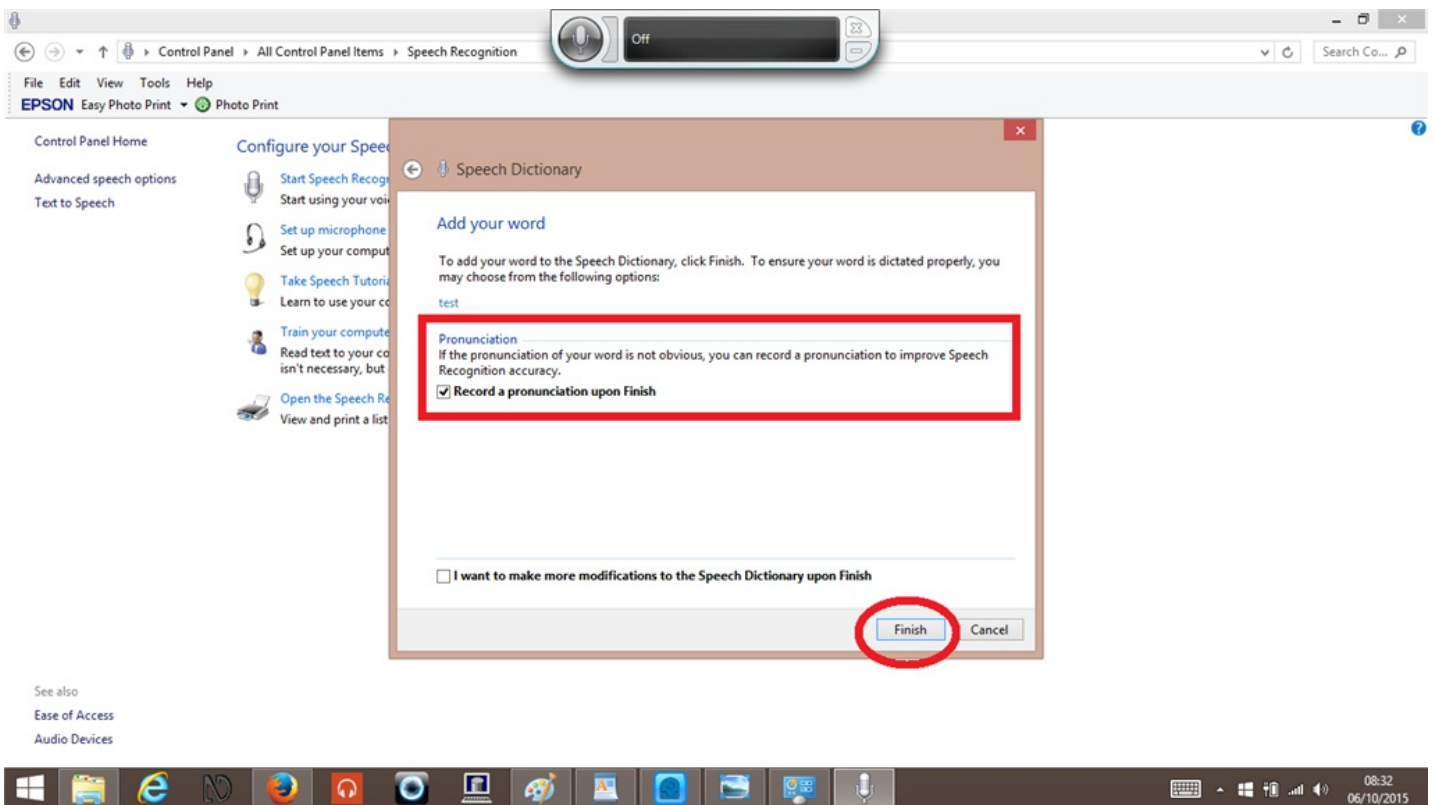 Off
Control Panel All Control Panel Items Speech Recognition
Search Co...
File Edit View Tools Help
EPSON Easy Photo Print Photo Print
Control Panel Home
Advanced speech options
Text to Speech
Configure your Spee
Start Speech Recogn
Start using your voi
Set up microphone
Set up your comput
Take Speech Tutoria
Learn to use your co
Train your compute
Read text to your co
isn't necessary, but
Open the Speech Re
View and print a list
Speech Dictionary
Add your word
To add your word to the Speech Dictionary, click Finish. To ensure your word is dictated properly, you
may choose from the following options:
test
Pronunciation
If the pronunciation of your word is not obvious, you can record a pronunciation to improve Speech
Recognition accuracy.
Record a pronunciation upon Finish
I want to make more modifications to the Speech Dictionary upon Finish
Finish Cancel
See also
Ease of Access
Audio Devices
08:32
06/10/2015